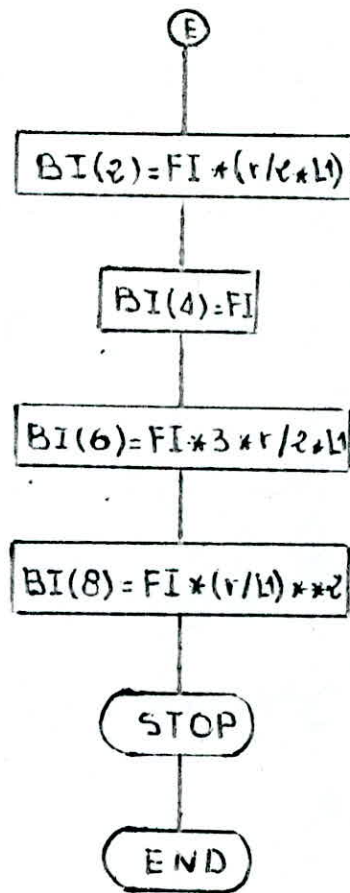 E
BI(2)=FI*(r/2*L1)
BI(4)=FI
BI(6)=FI*3*r/2*L1
BI(8)=FI*(r/L1)**2
STOP
END